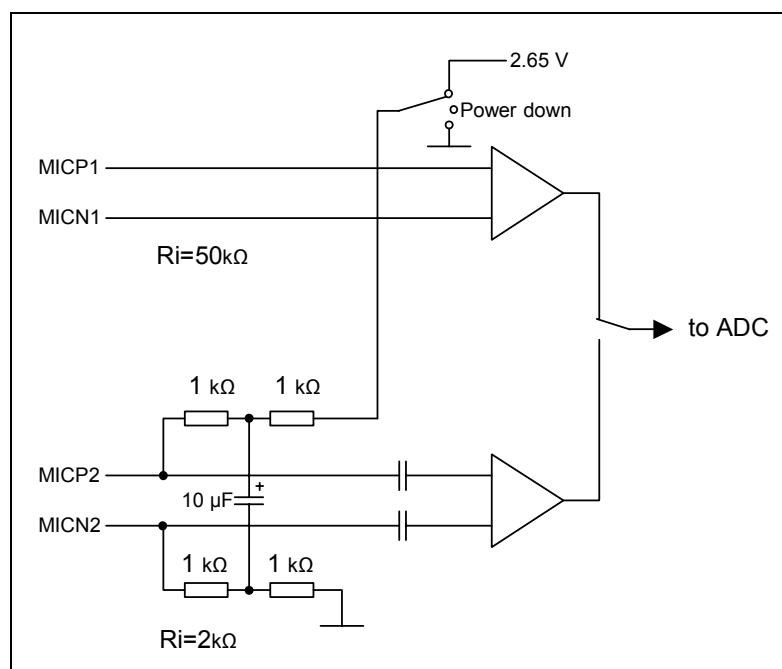 2.65 V
Power down
MICP1
MICN1
Ri=50kΩ
to ADC
1 kΩ 1 kΩ
MICP2
10 µF +
MICN2
1 kΩ 1 kΩ
Ri=2kΩ